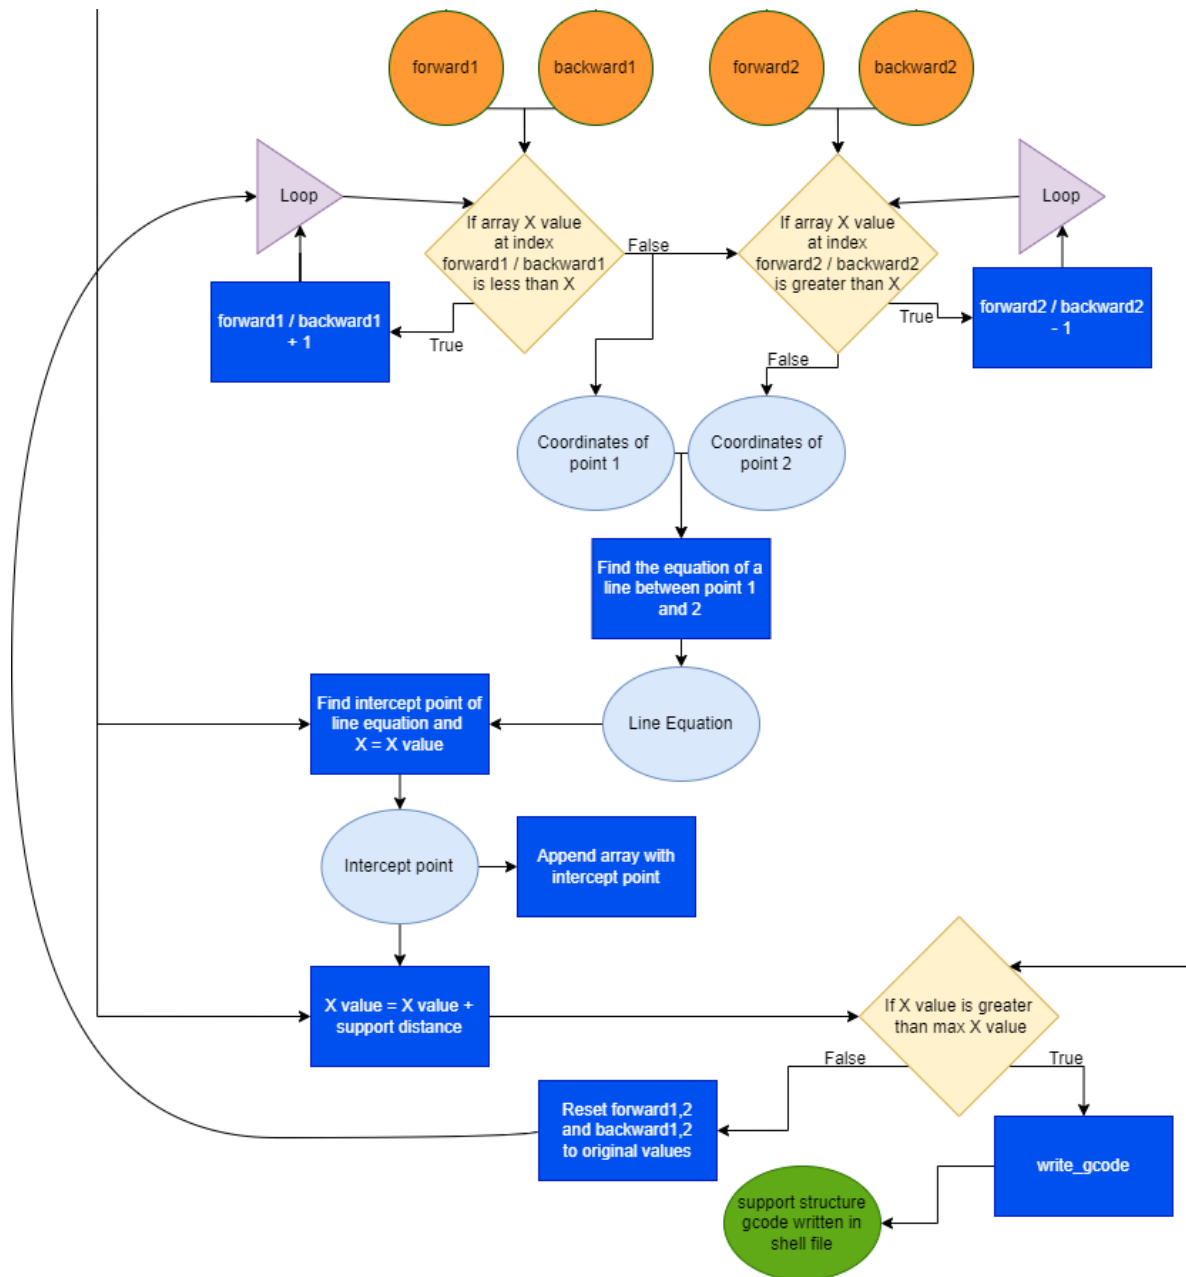 forward1
backward1
forward2
backward2
Loop
If array X value
at index
forward1 / backward1
is less than X
False
If array X value
at index
forward2 / backward2
is greater than X
Loop
forward1 / backward1
+ 1
True
True
forward2 / backward2
- 1
False
Coordinates of
point 1
Coordinates of
point 2
Find the equation of a
line between point 1
and 2
Find intercept point of
line equation and
X = X value
Line Equation
Intercept point
Append array with
intercept point
X value = X value +
support distance
If X value is greater
than max X value
False
True
Reset forward1,2
and backward1,2
to original values
write_gcode
support structure
gcode written in
shell file